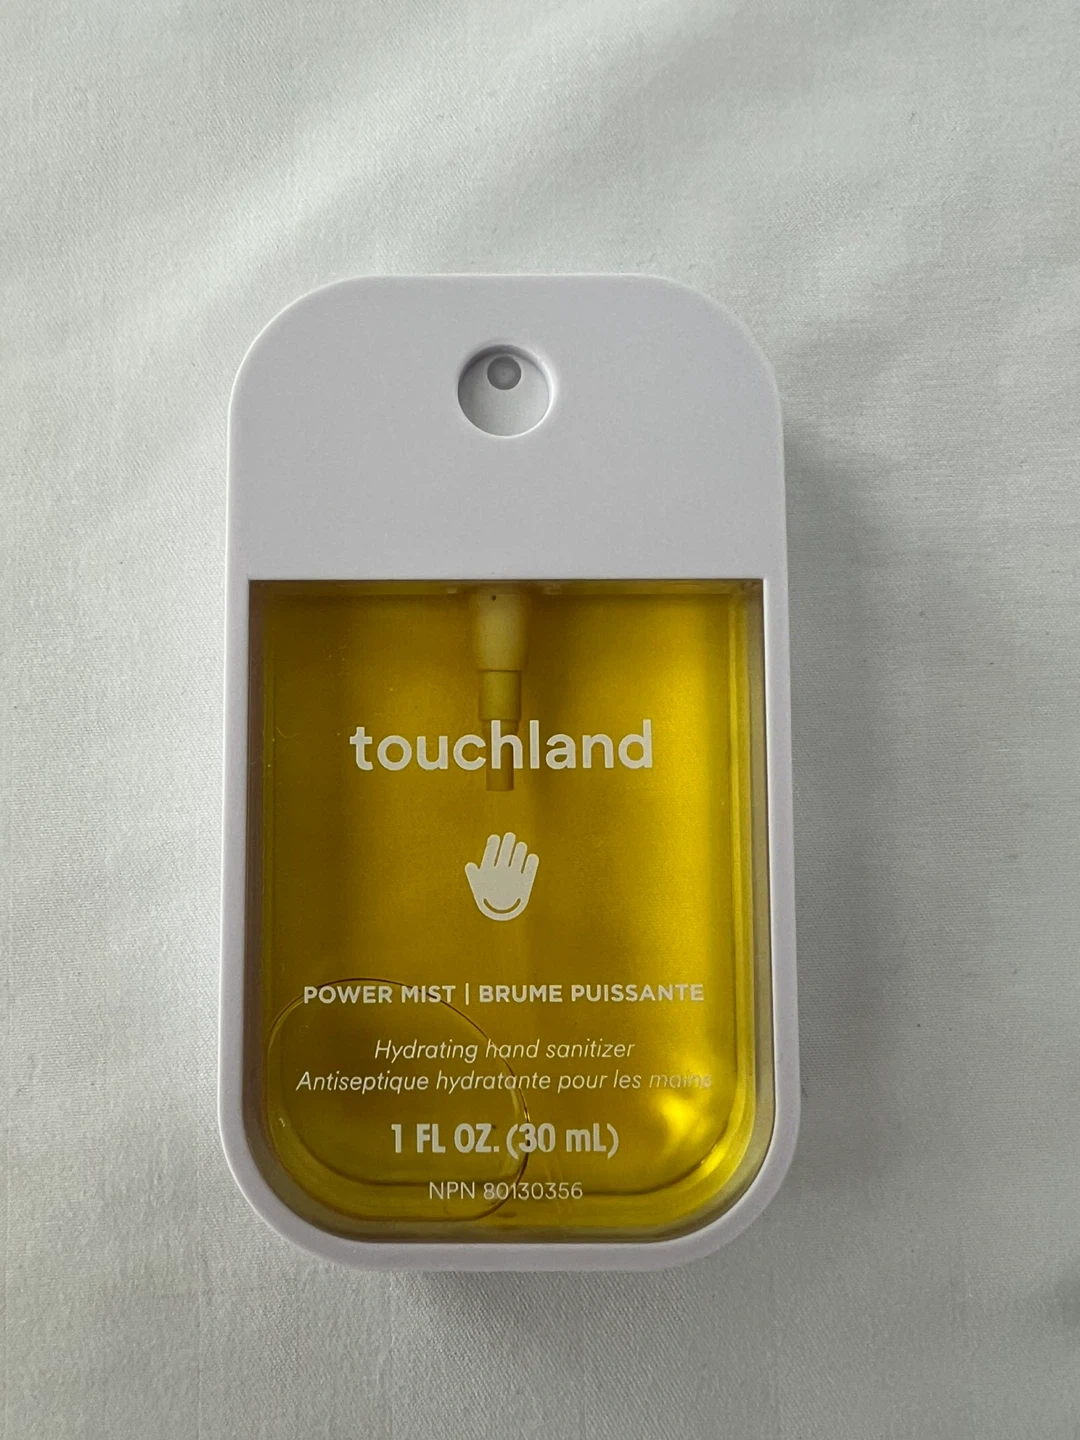 touchland
POWER MIST | BRUME PUISSANTE
Hydrating hand sanitizer
Antiseptique hydratante pour les mains
1 FL OZ. (30 mL)
NPN 80130356